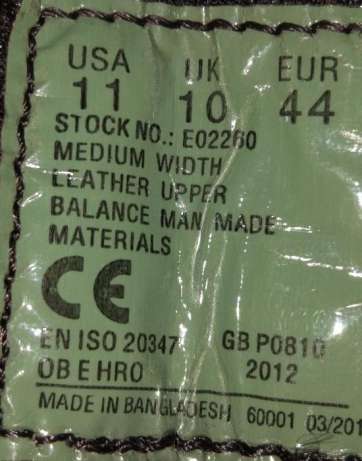 USA UK EUR
11 10 44
STOCK NO.: E02260
MEDIUM WIDTH
LEATHER UPPER
BALANCE MAN MADE
MATERIALS
CE
EN ISO 20347 GB P0810
OB E HRO 2012
MADE IN BANGLADESH 60001 03/201